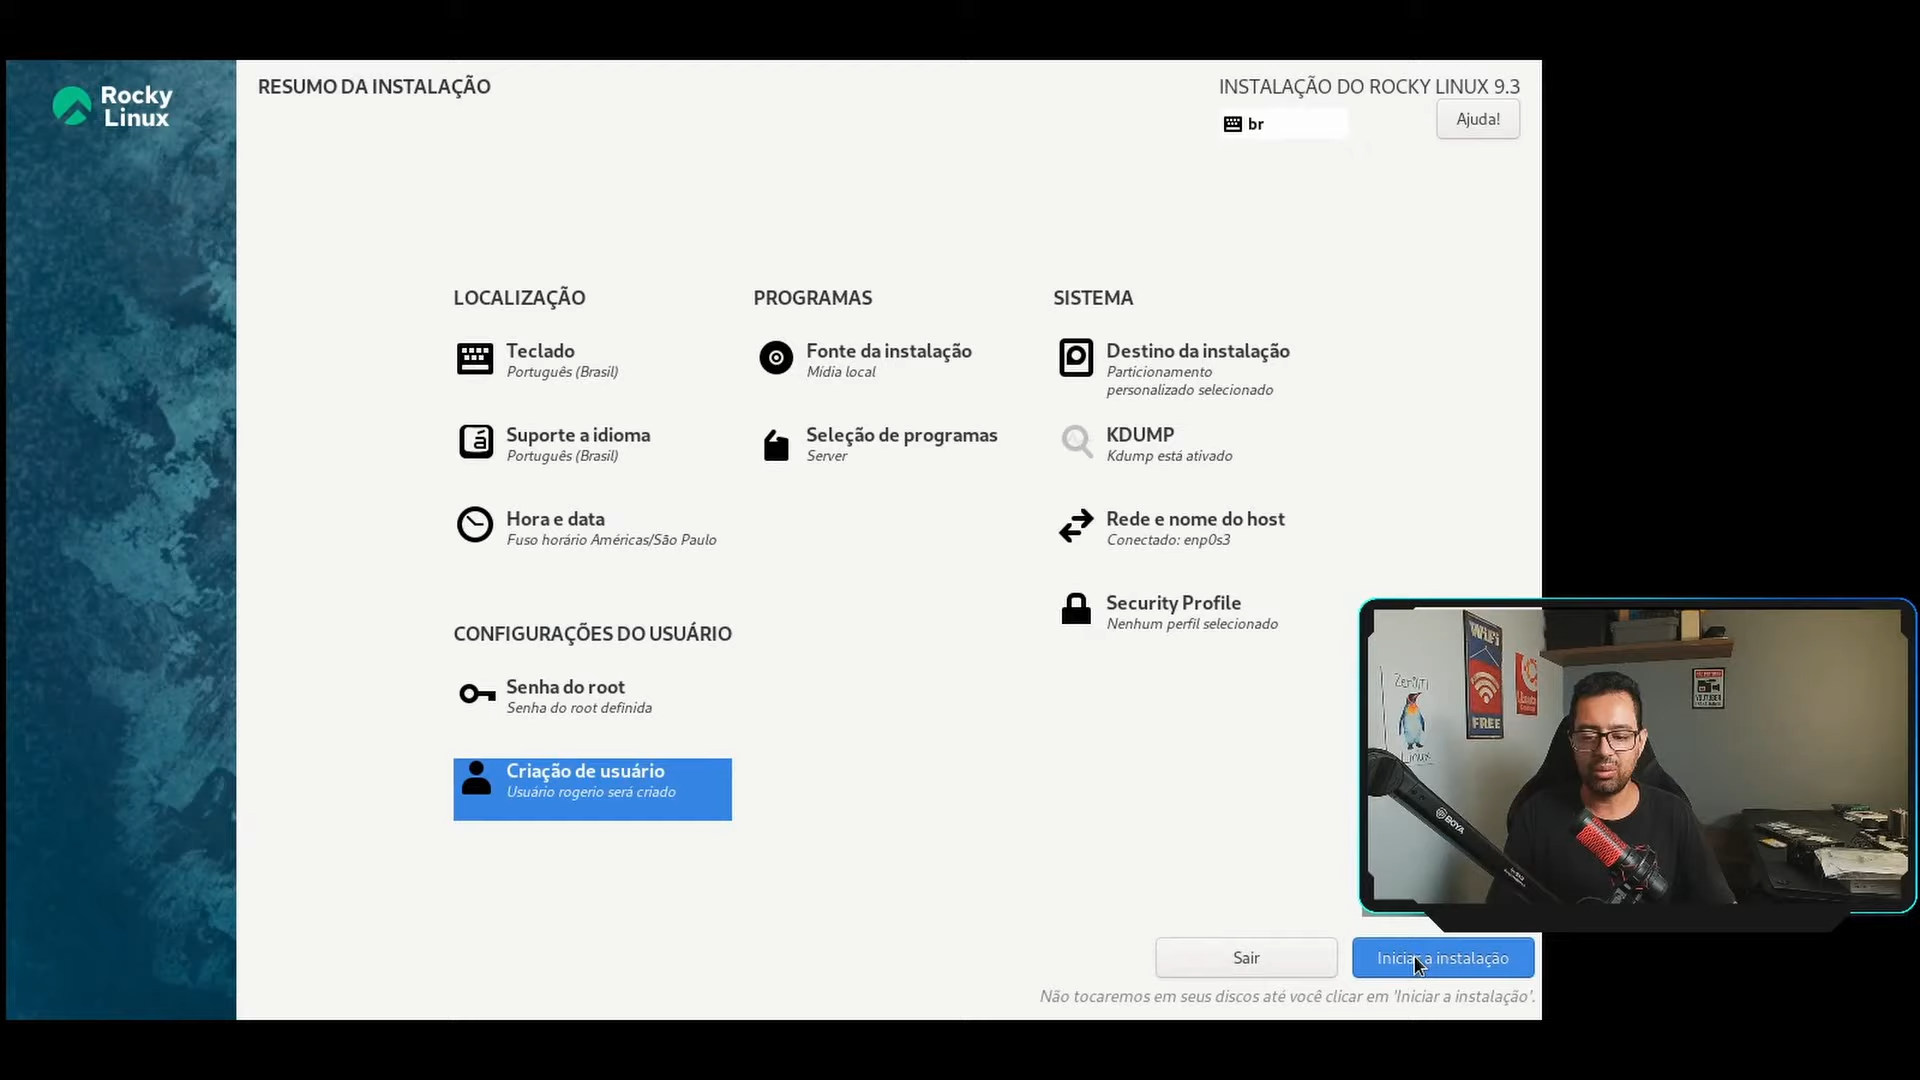 Rocky
Linux
RESUMO DA INSTALAÇÃO
INSTALAÇÃO DO ROCKY LINUX 9.3
br
Ajuda!
LOCALIZAÇÃO
Teclado
Português (Brasil)
Suporte a idioma
Português (Brasil)
Hora e data
Fuso horário Américas/São Paulo
PROGRAMAS
Fonte da instalação
Mídia local
Seleção de programas
Server
SISTEMA
Destino da instalação
Particionamento
personalizado selecionado
KDUMP
Kdump está ativado
Rede e nome do host
Conectado: enp0s3
Security Profile
Nenhum perfil selecionado
CONFIGURAÇÕES DO USUÁRIO
Senha do root
Senha do root definida
Criação de usuário
Usuário rogerio será criado
WiFi
FREE
Linux
BOYA
Sair
Iniciar a instalação
Não tocaremos em seus discos até você clicar em 'Iniciar a instalação'.